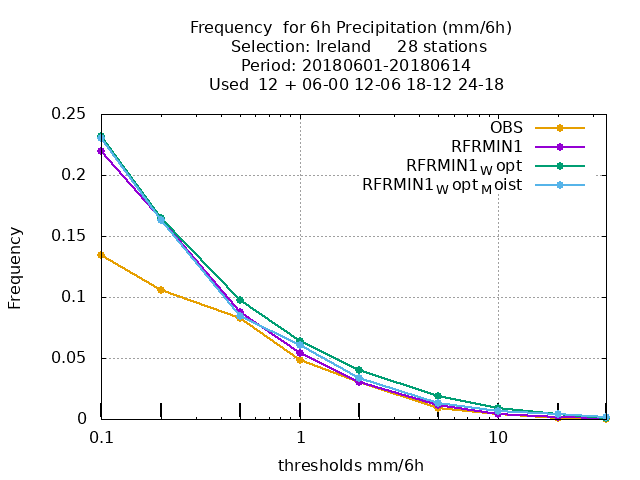 Frequency  for 6h Precipitation (mm/6h)
Selection: Ireland     28 stations
Period: 20180601-20180614
Used  12 + 06-00 12-06 18-12 24-18
0.25
0.2
0.15
0.1
0.05
0
Frequency
OBS
RFRMIN1
RFRMIN1Wopt
RFRMIN1WoptMoist
0.1
1
10
thresholds mm/6h